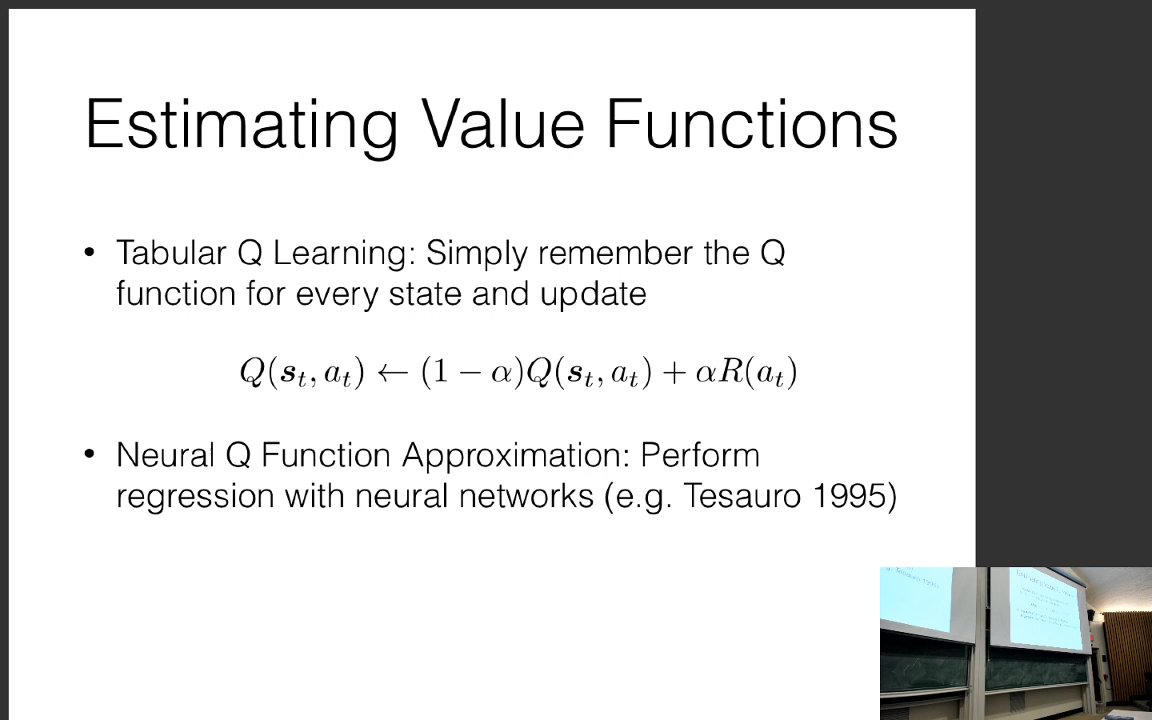 Estimating Value Functions
• Tabular Q Learning: Simply remember the Q
function for every state and update
Q(s_t, a_t) ← (1 − α)Q(s_t, a_t) + αR(a_t)
• Neural Q Function Approximation: Perform
regression with neural networks (e.g. Tesauro 1995)